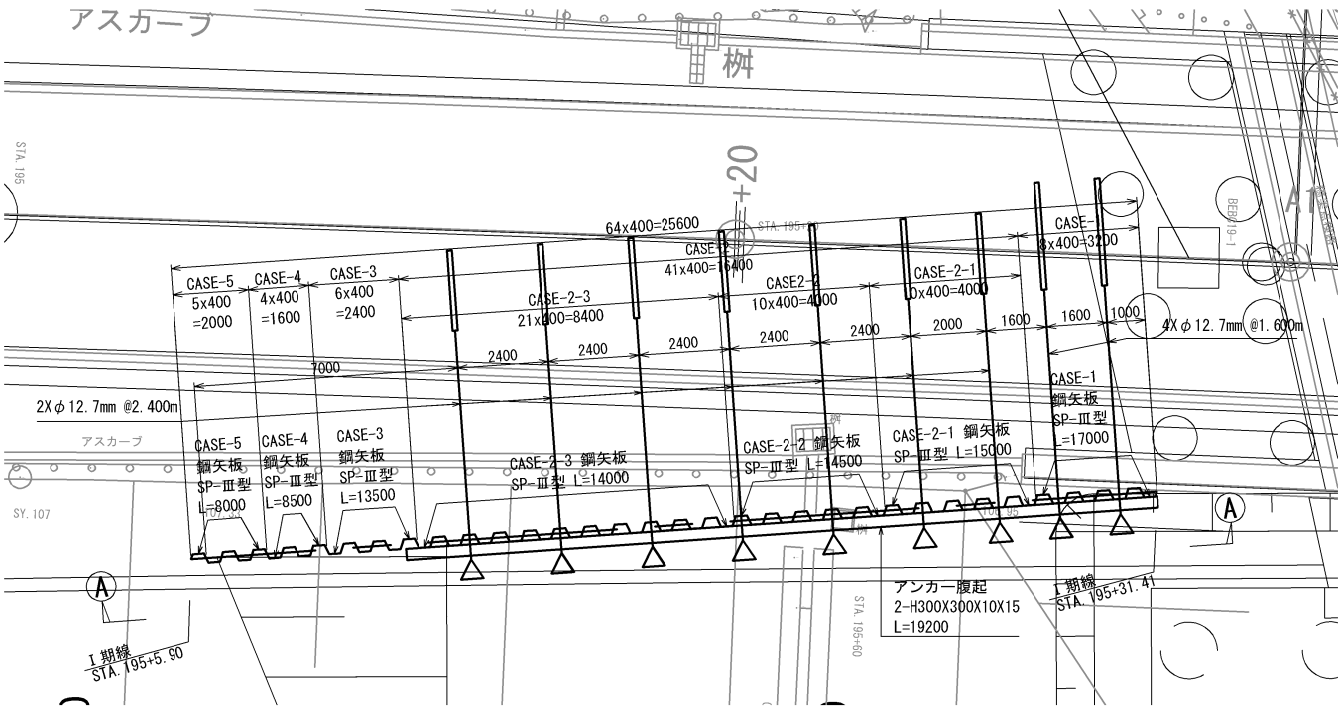 アスカーブ
桝
STA.195
+20
BEB019-1
64x400=25600
CASE-1
8x400=3200
41x400=16400
CASE-5
5x400
=2000
CASE-4
4x400
=1600
CASE-3
6x400
=2400
CASE-2-3
21x400=8400
CASE2-2
10x400=4000
CASE-2-1
7000
2400
2400
2400
2400
2400
2000
1600
1600
1000
4Xφ12.7mm @1.600m
2Xφ12.7mm @2.400m
アスカーブ
桝
CASE-5
鋼矢板
SP-Ⅲ型
L=8000
CASE-4
鋼矢板
SP-Ⅲ型
L=8500
CASE-3
鋼矢板
SP-Ⅲ型
L=13500
CASE-2-3 鋼矢板
SP-Ⅲ型 L=14000
CASE-2-2 鋼矢板
SP-Ⅲ型 L=14500
CASE-2-1 鋼矢板
SP-Ⅲ型 L=15000
CASE-1
鋼矢板
SP-Ⅲ型
L=17000
SY.107
桝
A
A
アンカー腹起
2-H300X300X10X15
L=19200
Ⅰ期線
STA.195+31.41
STA.195+60
Ⅰ期線
STA.195+5.90